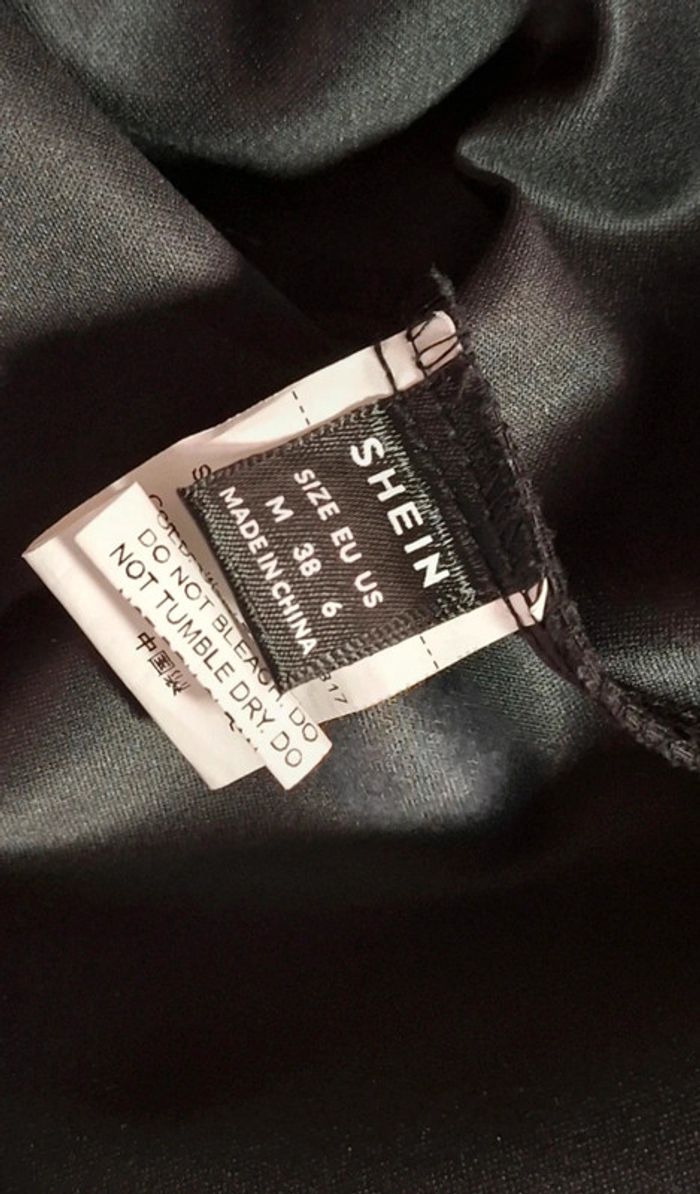 SHEIN
SIZE EU US
M 38 6
MADE IN CHINA
DO NOT BLEACH. DO
NOT TUMBLE DRY. DO
中国製
317